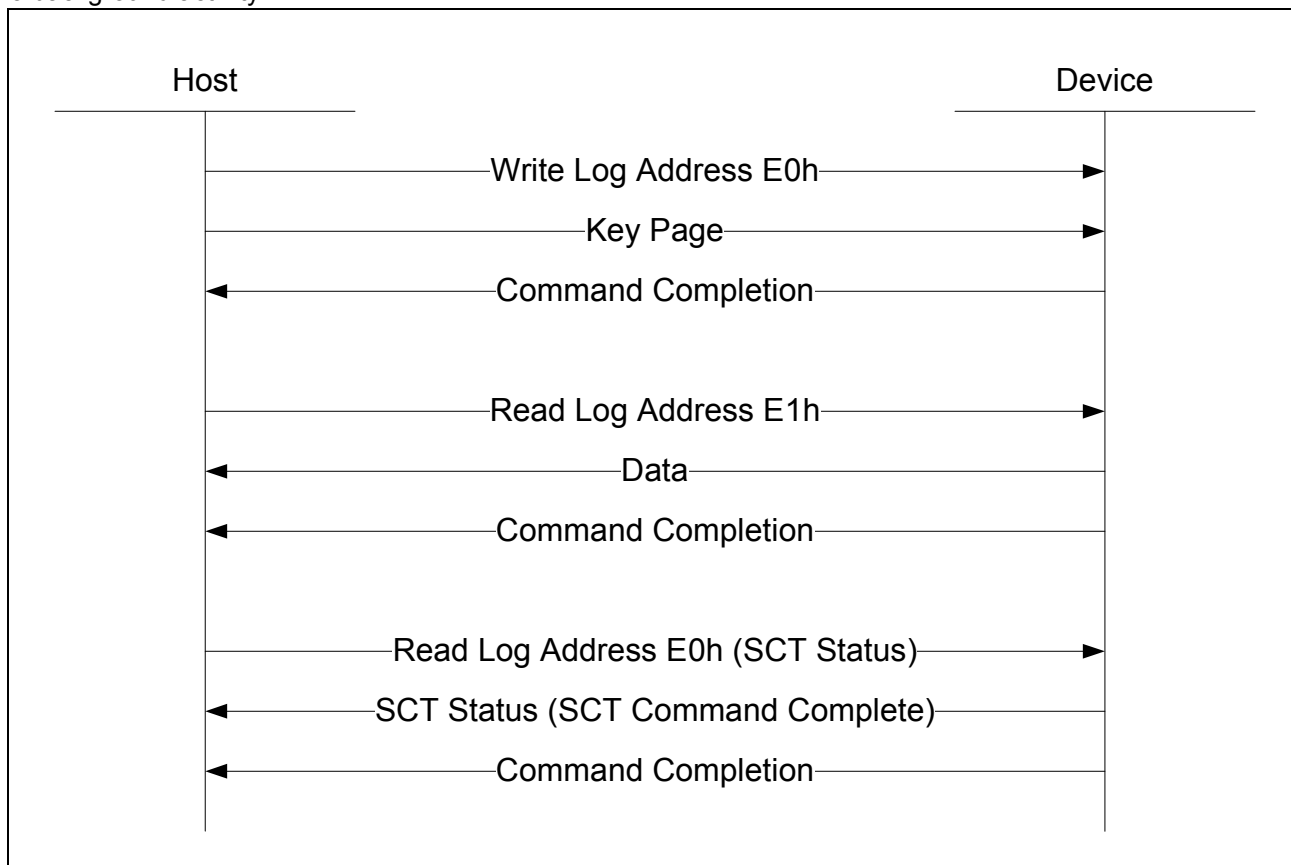 Host Device
Write Log Address E0h
Key Page
Command Completion
Read Log Address E1h
Data
Command Completion
Read Log Address E0h (SCT Status)
SCT Status (SCT Command Complete)
Command Completion